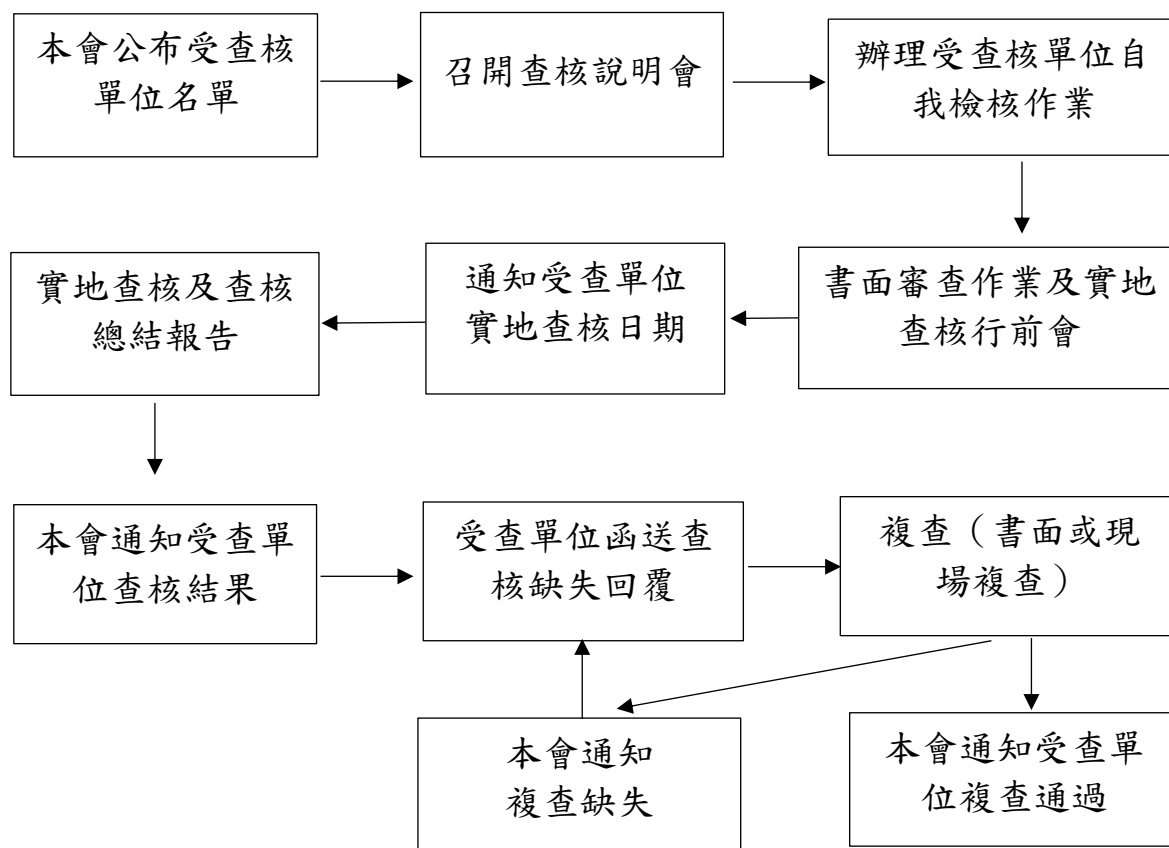 本會公布受查核
單位名單
召開查核說明會
辦理受查核單位自
我檢核作業
實地查核及查核
總結報告
通知受查單位
實地查核日期
書面審查作業及實地
查核行前會
本會通知受查單
位查核結果
受查單位函送查
核缺失回覆
複查（書面或現
場複查）
本會通知
複查缺失
本會通知受查單
位複查通過